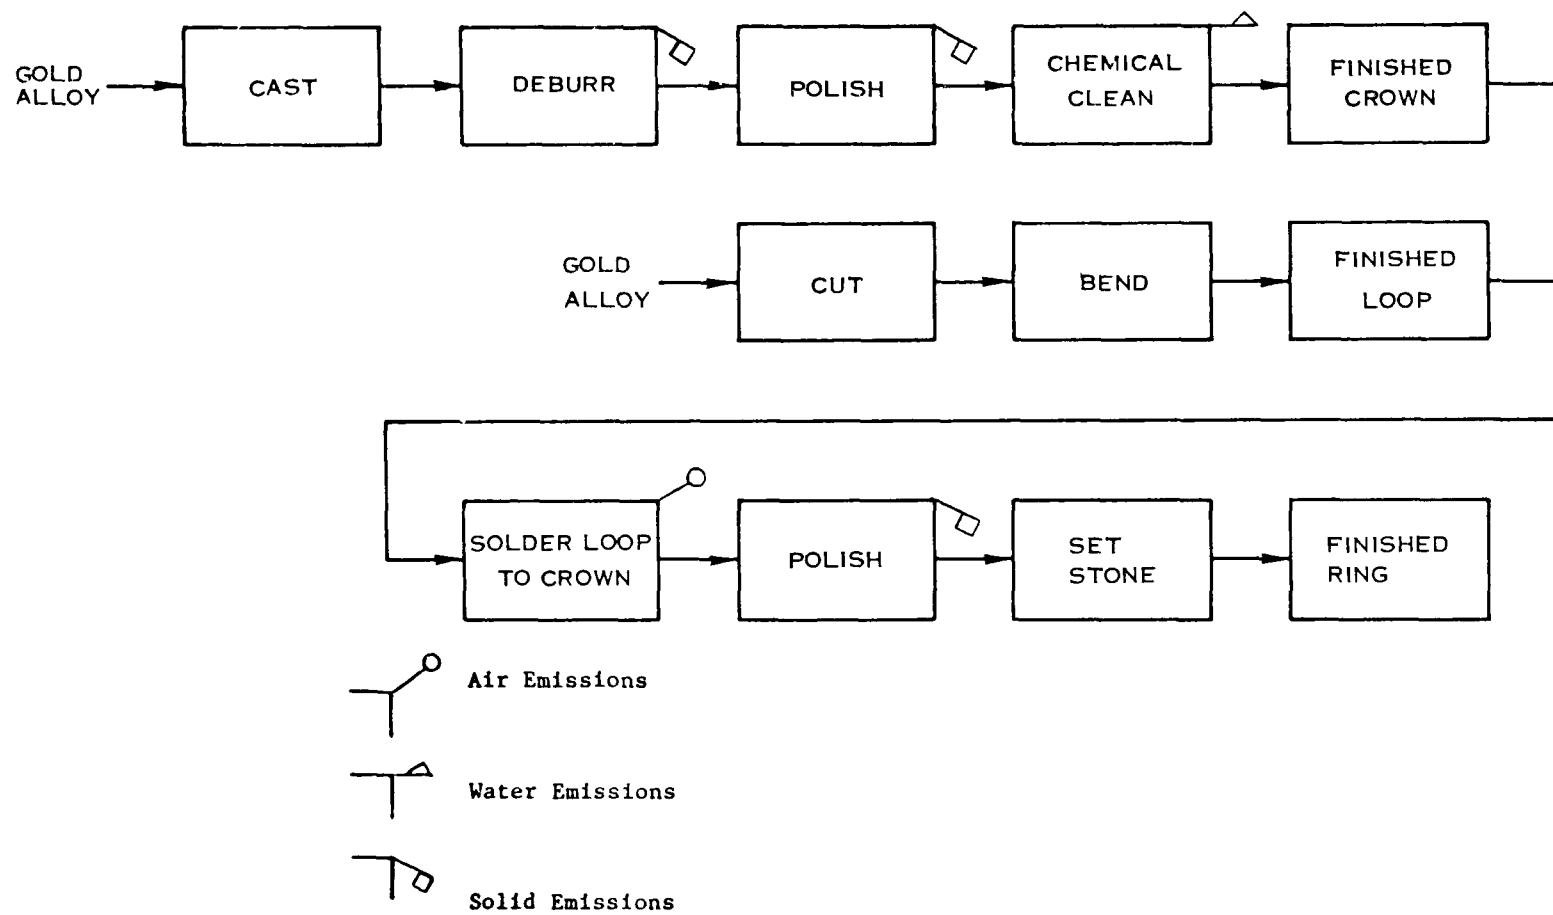 GOLD
ALLOY
CAST
DEBURR
POLISH
CHEMICAL
CLEAN
FINISHED
CROWN
GOLD
ALLOY
CUT
BEND
FINISHED
LOOP
SOLDER LOOP
TO CROWN
POLISH
SET
STONE
FINISHED
RING
Air Emissions
Water Emissions
Solid Emissions